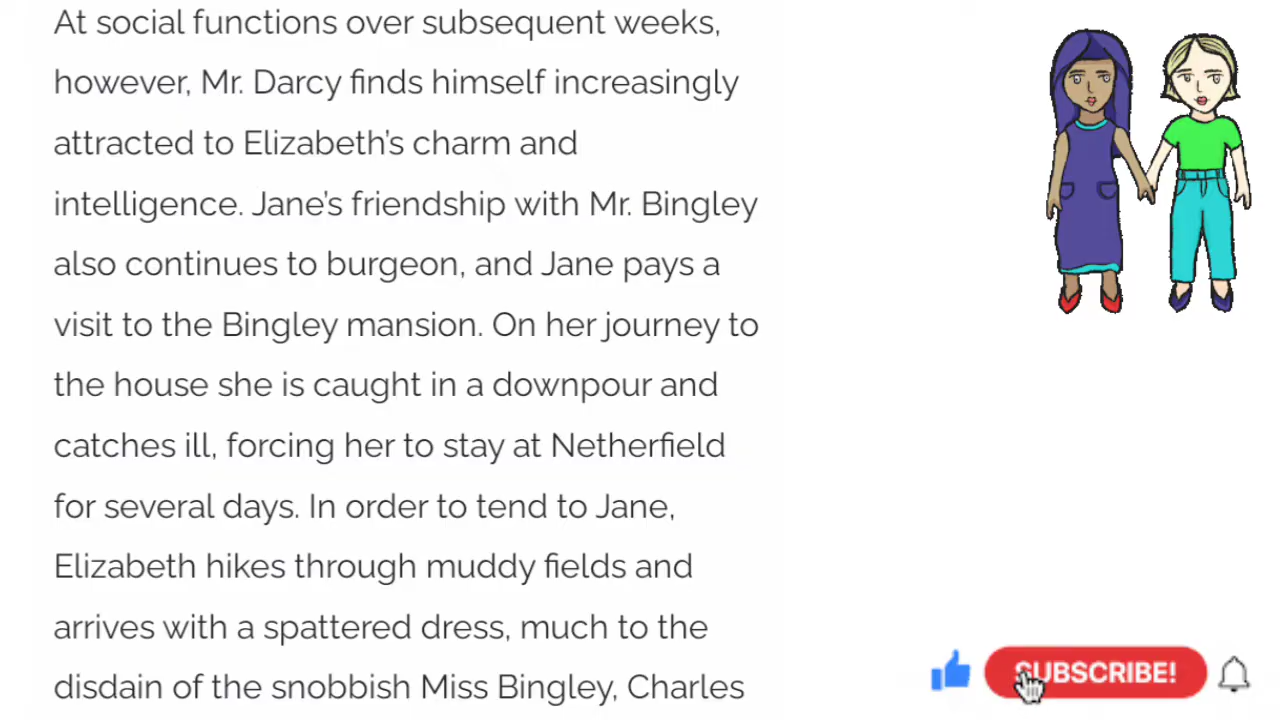 At social functions over subsequent weeks,
however, Mr. Darcy finds himself increasingly
attracted to Elizabeth's charm and
intelligence. Jane's friendship with Mr. Bingley
also continues to burgeon, and Jane pays a
visit to the Bingley mansion. On her journey to
the house she is caught in a downpour and
catches ill, forcing her to stay at Netherfield
for several days. In order to tend to Jane,
Elizabeth hikes through muddy fields and
arrives with a spattered dress, much to the
disdain of the snobbish Miss Bingley, Charles
SUBSCRIBE!